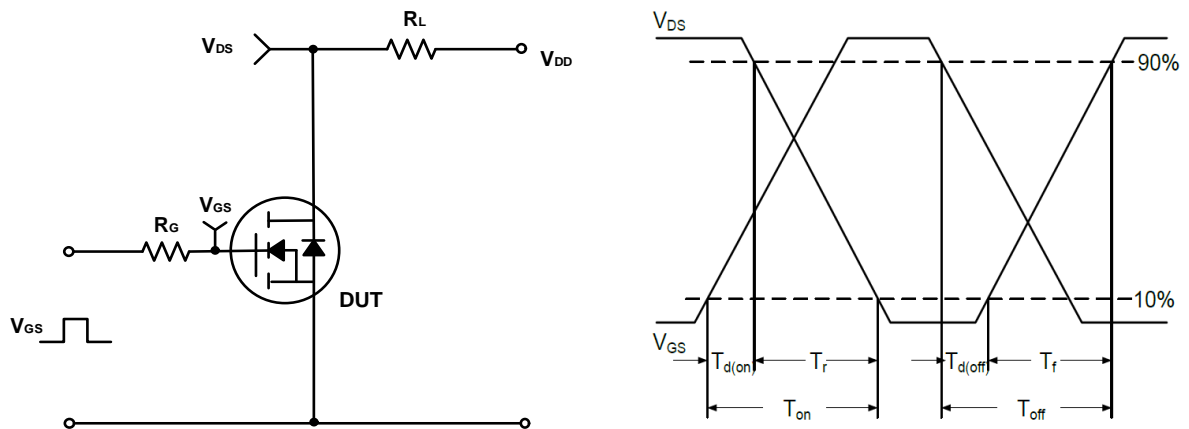 RL
VDS
VDD
RG
VGS
DUT
VGS
VDS
90%
10%
VGS
Td(on)
Tr
Td(off)
Tf
Ton
Toff